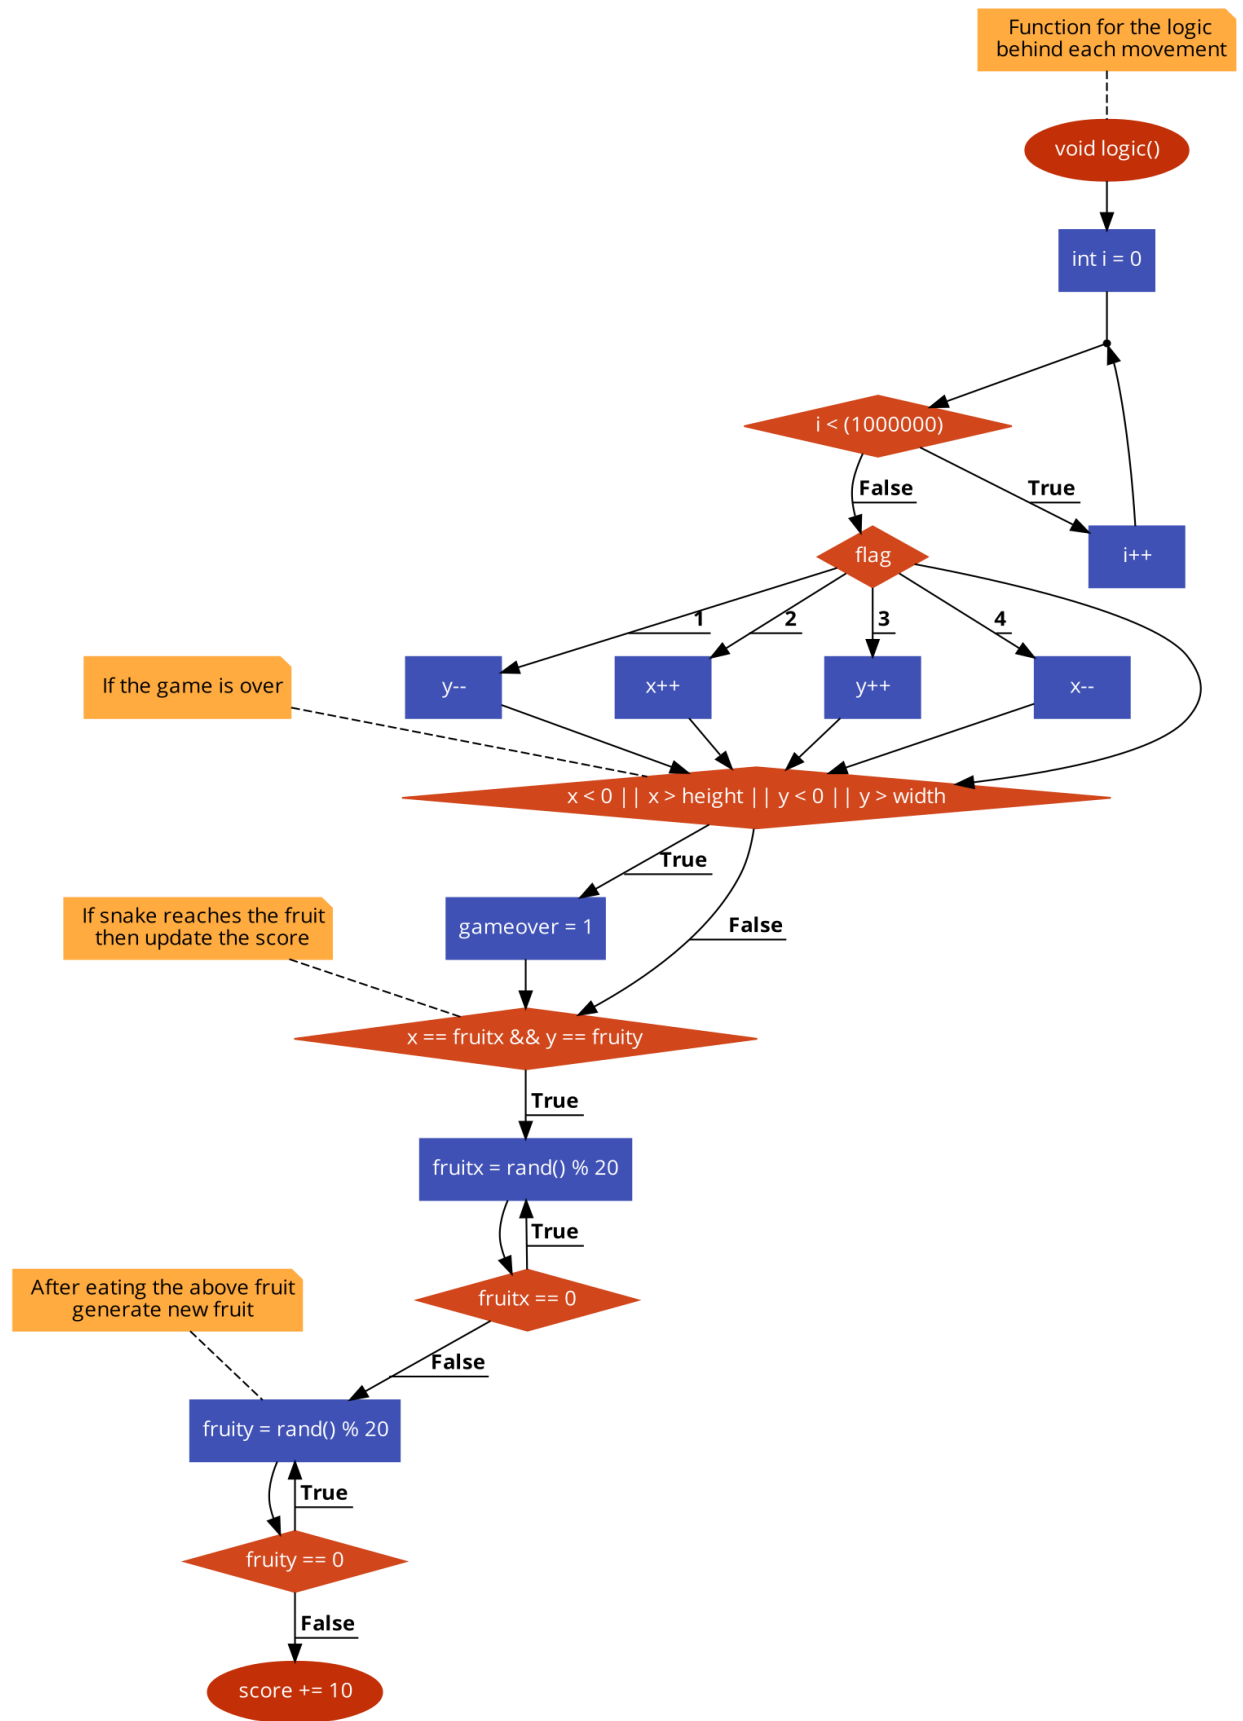 Function for the logic
behind each movement
void logic()
int i = 0
i < (1000000)
False
True
flag
i++
1
2
3
4
If the game is over
y--
x++
y++
x--
x < 0 || x > height || y < 0 || y > width
True
If snake reaches the fruit
then update the score
gameover = 1
False
x == fruitx && y == fruity
True
fruitx = rand() % 20
True
After eating the above fruit
generate new fruit
fruitx == 0
False
fruity = rand() % 20
True
fruity == 0
False
score += 10